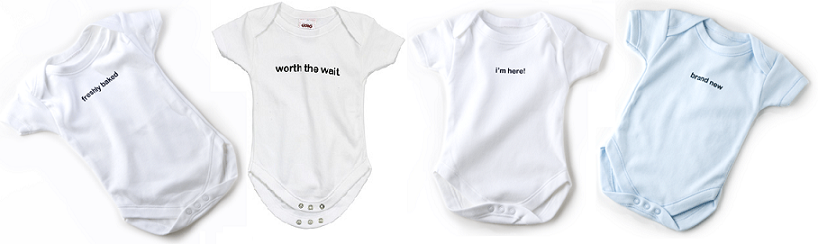 freshly baked
worth the wait
i'm here!
brand new